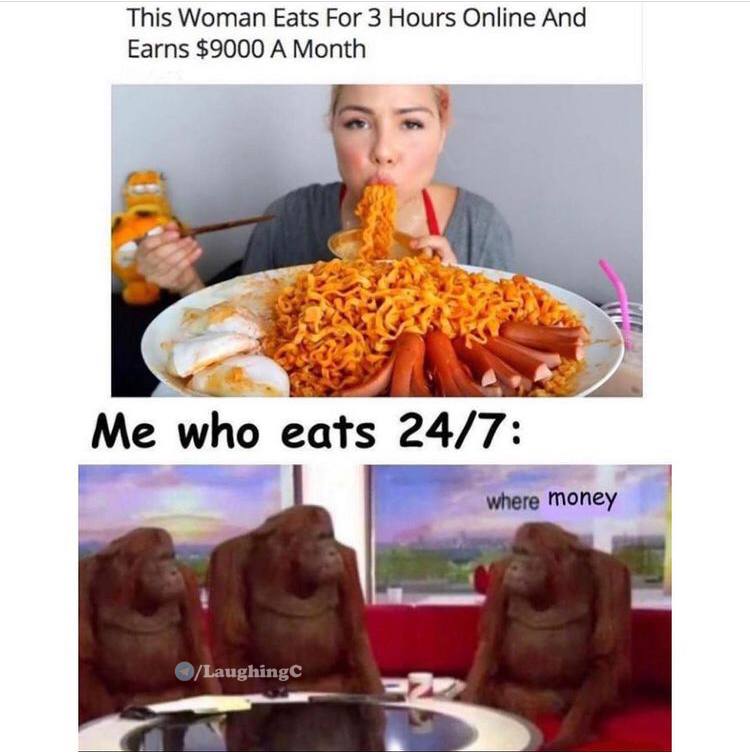 This Woman Eats For 3 Hours Online And
Earns $9000 A Month
Me who eats 24/7:
where money
/LaughingC